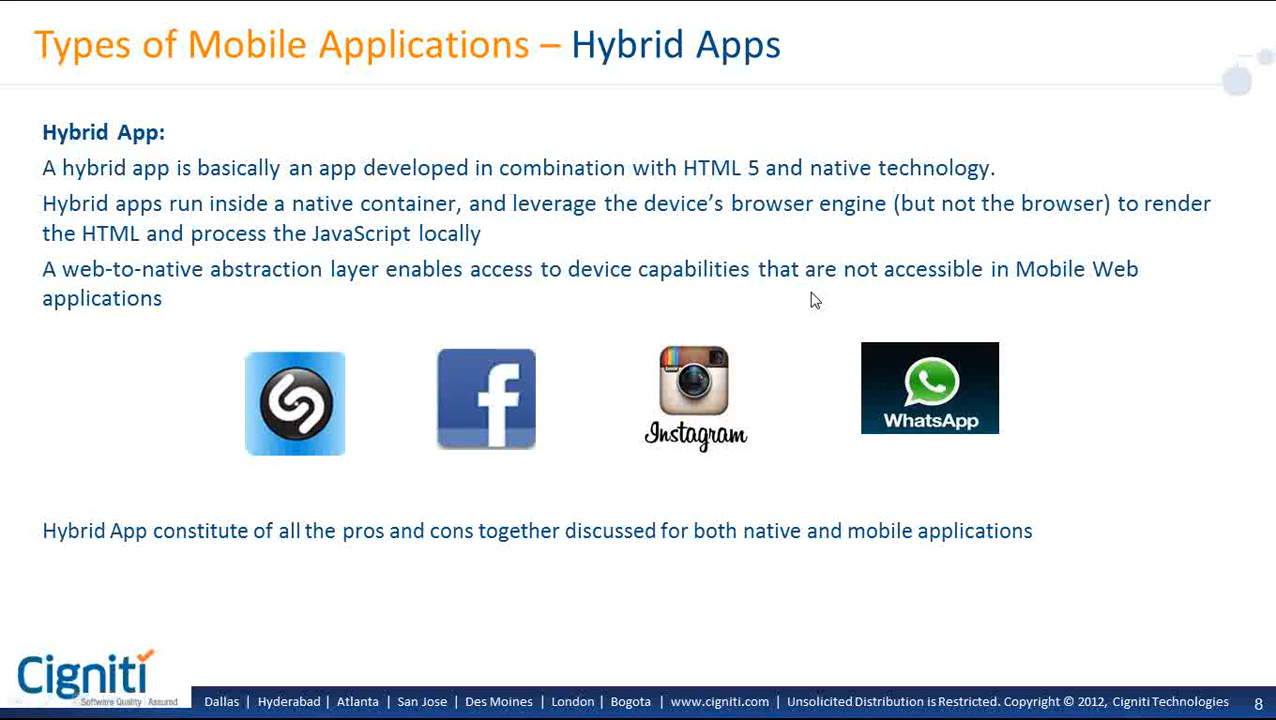 Types of Mobile Applications – Hybrid Apps
Hybrid App:
A hybrid app is basically an app developed in combination with HTML 5 and native technology.
Hybrid apps run inside a native container, and leverage the device’s browser engine (but not the browser) to render
the HTML and process the JavaScript locally
A web-to-native abstraction layer enables access to device capabilities that are not accessible in Mobile Web
applications
f
Instagram
WhatsApp
Hybrid App constitute of all the pros and cons together discussed for both native and mobile applications
Cigniti
Software Quality Assured
Dallas | Hyderabad | Atlanta | San Jose | Des Moines | London | Bogota | www.cigniti.com | Unsolicited Distribution is Restricted. Copyright © 2012, Cigniti Technologies 8